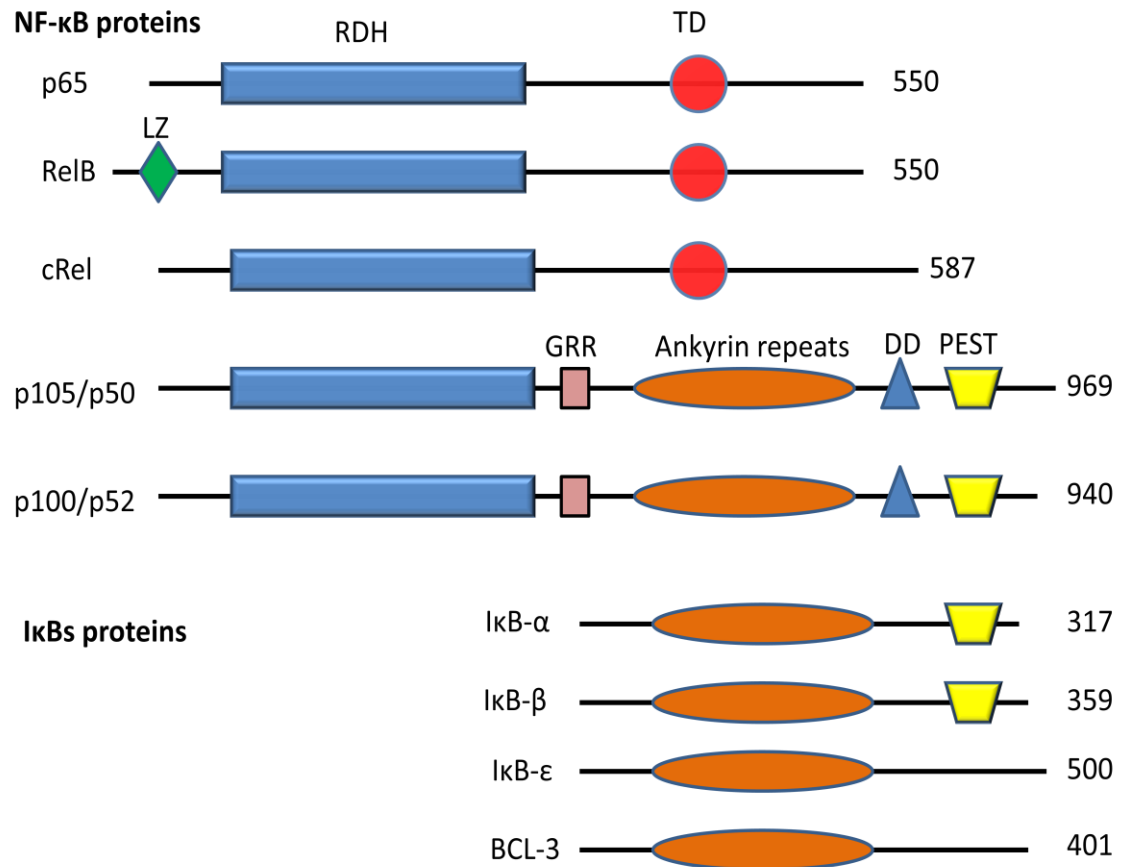 NF-κB proteins
RDH
TD
p65
550
LZ
RelB
550
cRel
587
GRR
Ankyrin repeats
DD
PEST
p105/p50
969
p100/p52
940
IκBs proteins
IκB-α
317
IκB-β
359
IκB-ε
500
BCL-3
401